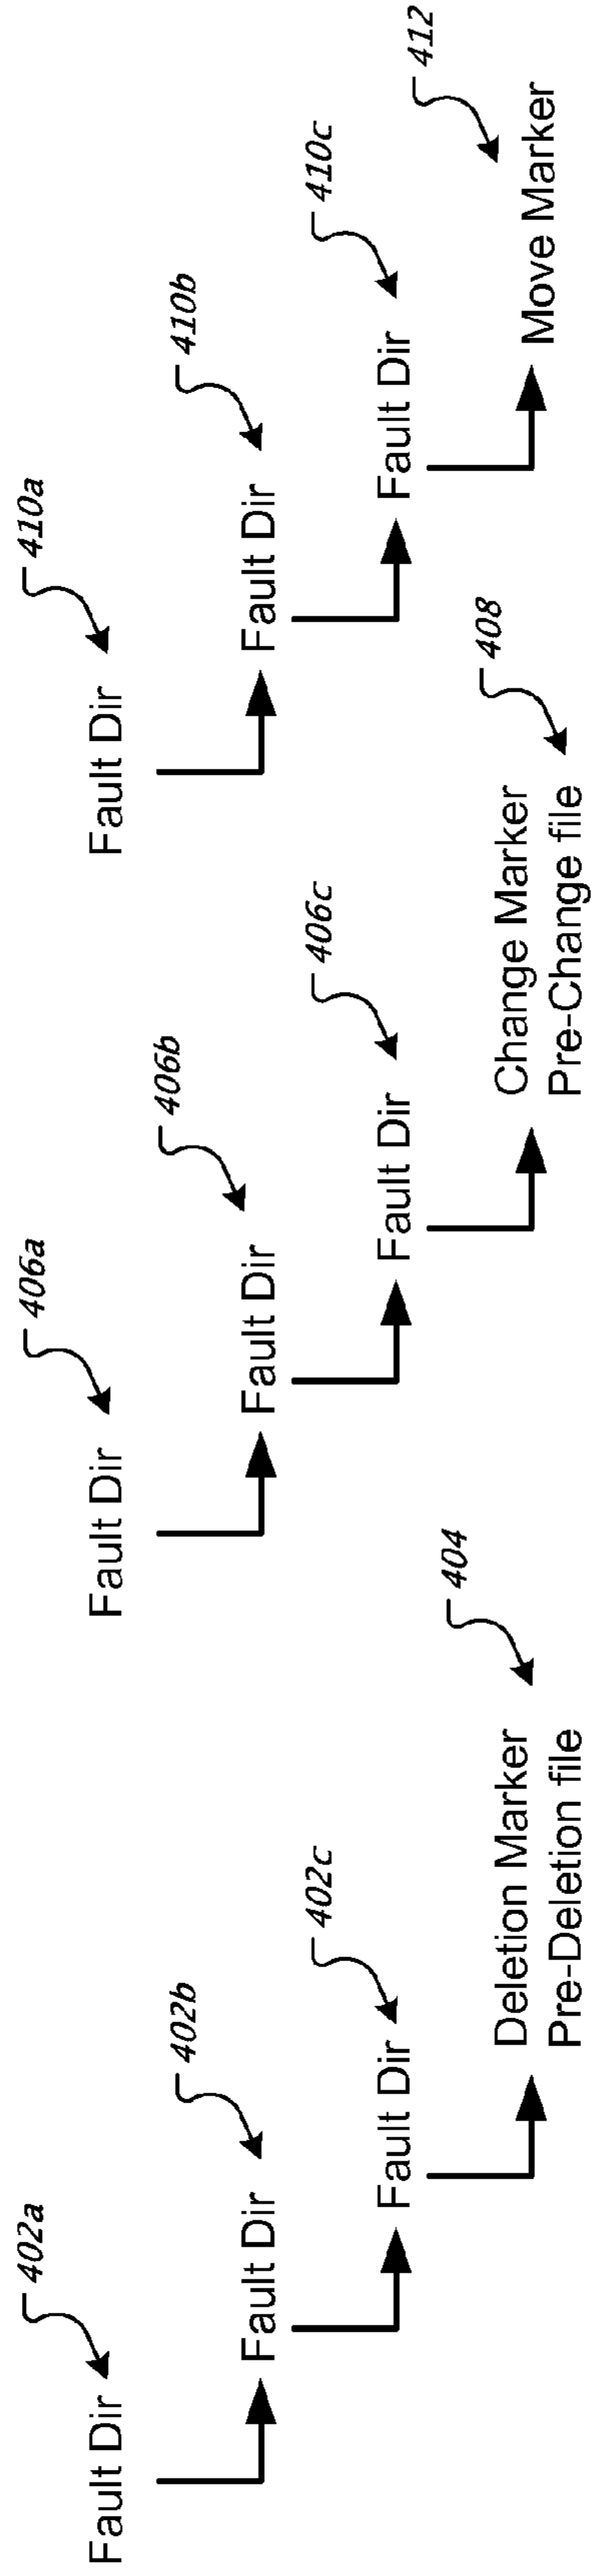 402a
Fault Dir
402b
Fault Dir
402c
Fault Dir
404
Deletion Marker
Pre-Deletion file
406a
Fault Dir
406b
Fault Dir
406c
Fault Dir
408
Change Marker
Pre-Change file
410a
Fault Dir
410b
Fault Dir
410c
Fault Dir
412
Move Marker